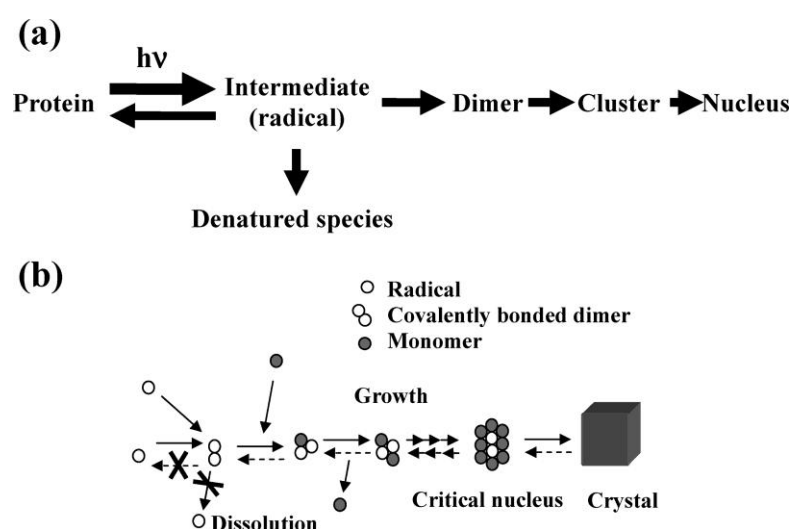 (a)
hν
Protein
Intermediate
(radical)
Dimer
Cluster
Nucleus
Denatured species
(b)
Radical
Covalently bonded dimer
Monomer
Growth
Critical nucleus
Crystal
Dissolution